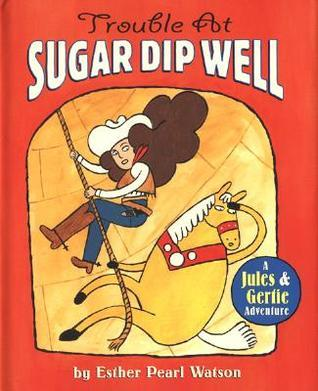 Trouble At
SUGAR DIP WELL
A
Jules &
Gertie
Adventure
by Esther Pearl Watson